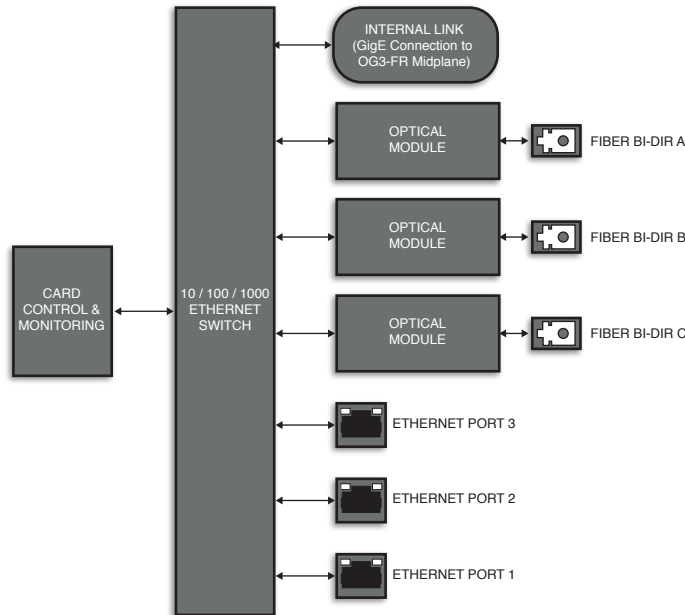 INTERNAL LINK
(GigE Connection to
OG3-FR Midplane)
OPTICAL
MODULE
FIBER BI-DIR A
OPTICAL
MODULE
FIBER BI-DIR B
CARD
CONTROL &
MONITORING
10 / 100 / 1000
ETHERNET
SWITCH
OPTICAL
MODULE
FIBER BI-DIR C
ETHERNET PORT 3
ETHERNET PORT 2
ETHERNET PORT 1